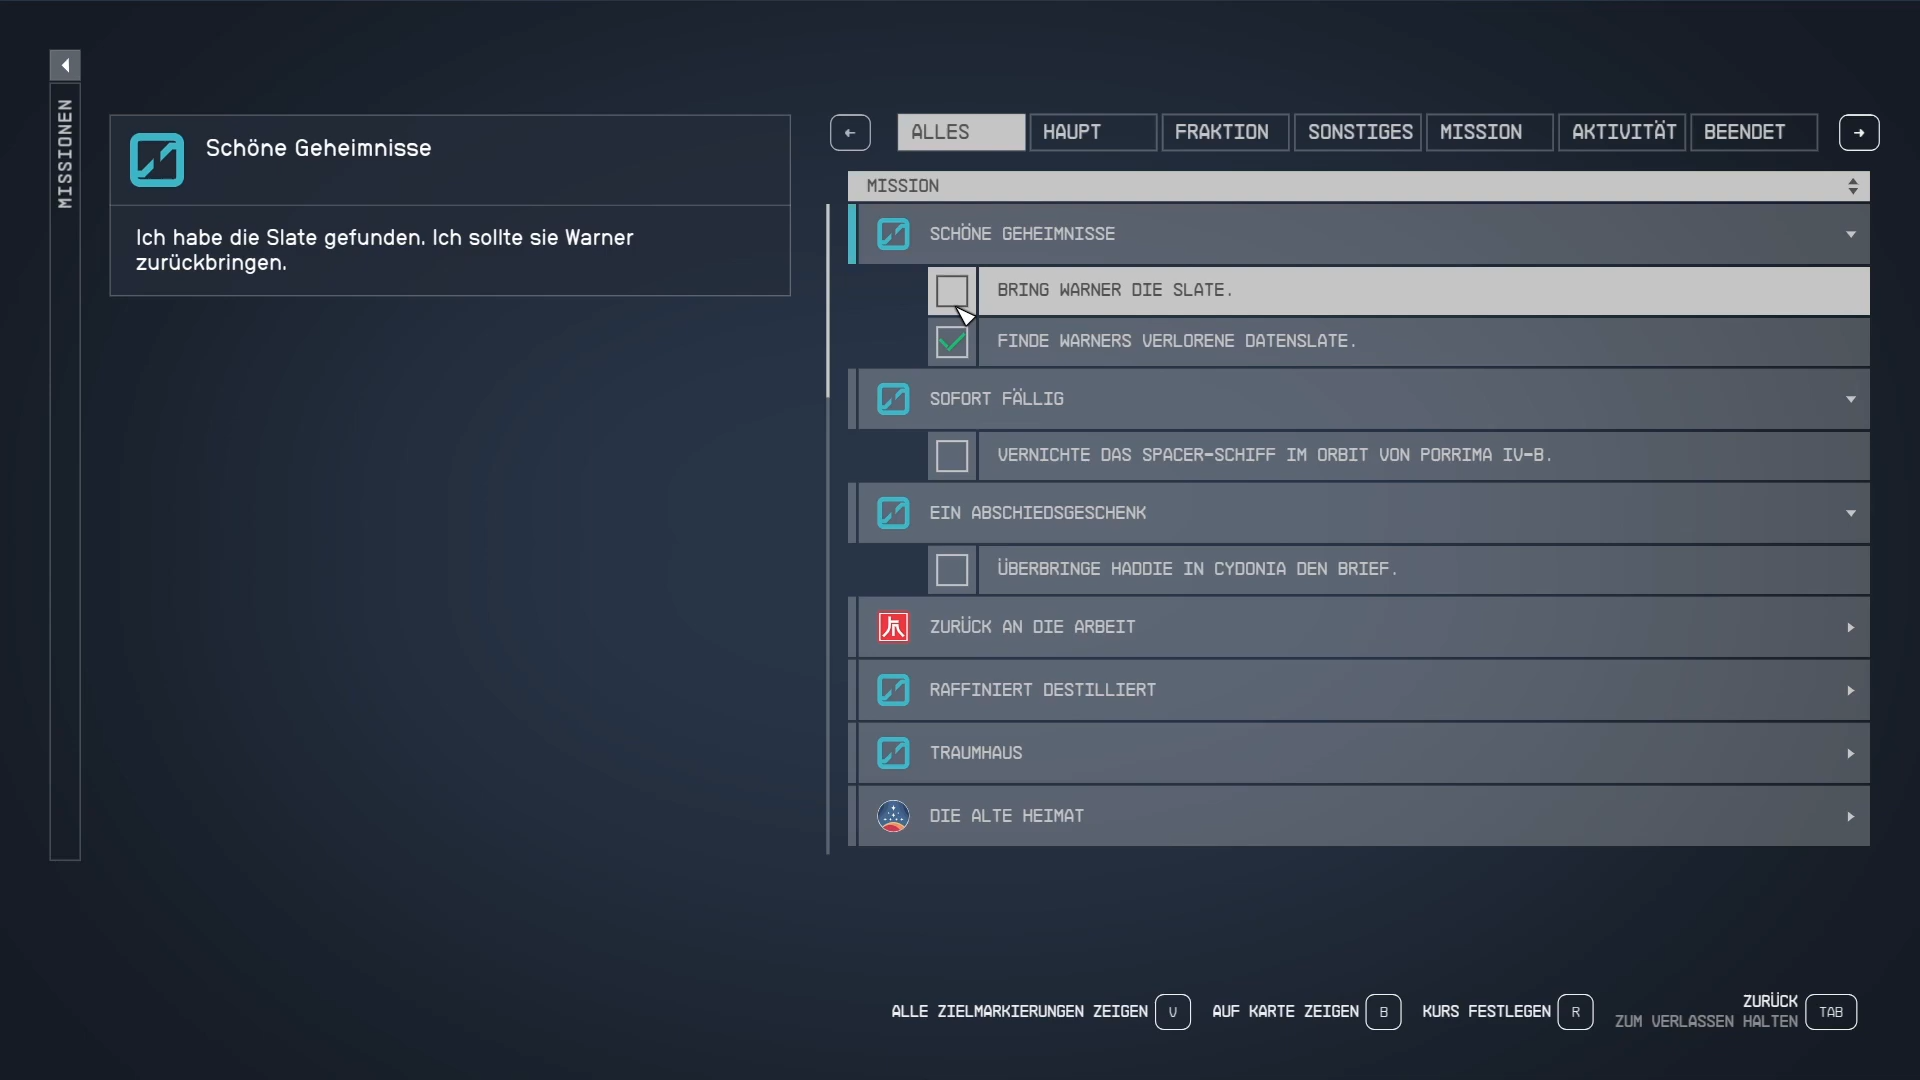 MISSIONEN
Schöne Geheimnisse
Ich habe die Slate gefunden. Ich sollte sie Warner
zurückbringen.
ALLES
HAUPT
FRAKTION
SONSTIGES
MISSION
AKTIVITÄT
BEENDET
MISSION
SCHÖNE GEHEIMNISSE
BRING WARNER DIE SLATE.
FINDE WARNERS VERLORENE DATENSLATE.
SOFORT FÄLLIG
VERNICHTE DAS SPACER-SCHIFF IM ORBIT VON PORRIMA IV-B.
EIN ABSCHIEDSGESCHENK
ÜBERBRINGE HADDIE IN CYDONIA DEN BRIEF.
ZURÜCK AN DIE ARBEIT
RAFFINIERT DESTILLIERT
TRAUMHAUS
DIE ALTE HEIMAT
ALLE ZIELMARKIERUNGEN ZEIGEN V
AUF KARTE ZEIGEN B
KURS FESTLEGEN R
ZURÜCK
ZUM VERLASSEN HALTEN TAB